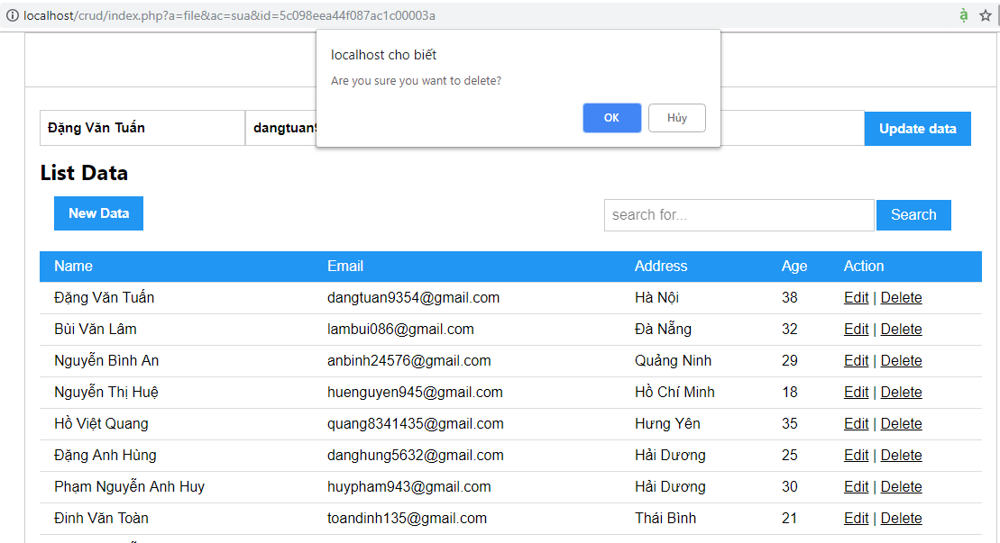 localhost/crud/index.php?a=file&ac=sua&id=5c098eea44f087ac1c00003a
localhost cho biết
Are you sure you want to delete?
OK Hủy
Đặng Văn Tuấn dangtuan Update data
List Data
New Data search for... Search
Name Email Address Age Action
Đặng Văn Tuấn dangtuan9354@gmail.com Hà Nội 38 Edit | Delete
Bùi Văn Lâm lambui086@gmail.com Đà Nẵng 32 Edit | Delete
Nguyễn Bình An anbinh24576@gmail.com Quảng Ninh 29 Edit | Delete
Nguyễn Thị Huệ huenguyen945@gmail.com Hồ Chí Minh 18 Edit | Delete
Hồ Việt Quang quang8341435@gmail.com Hưng Yên 35 Edit | Delete
Đặng Anh Hùng danghung5632@gmail.com Hải Dương 25 Edit | Delete
Phạm Nguyễn Anh Huy huypham943@gmail.com Hải Dương 30 Edit | Delete
Đinh Văn Toàn toandinh135@gmail.com Thái Bình 21 Edit | Delete